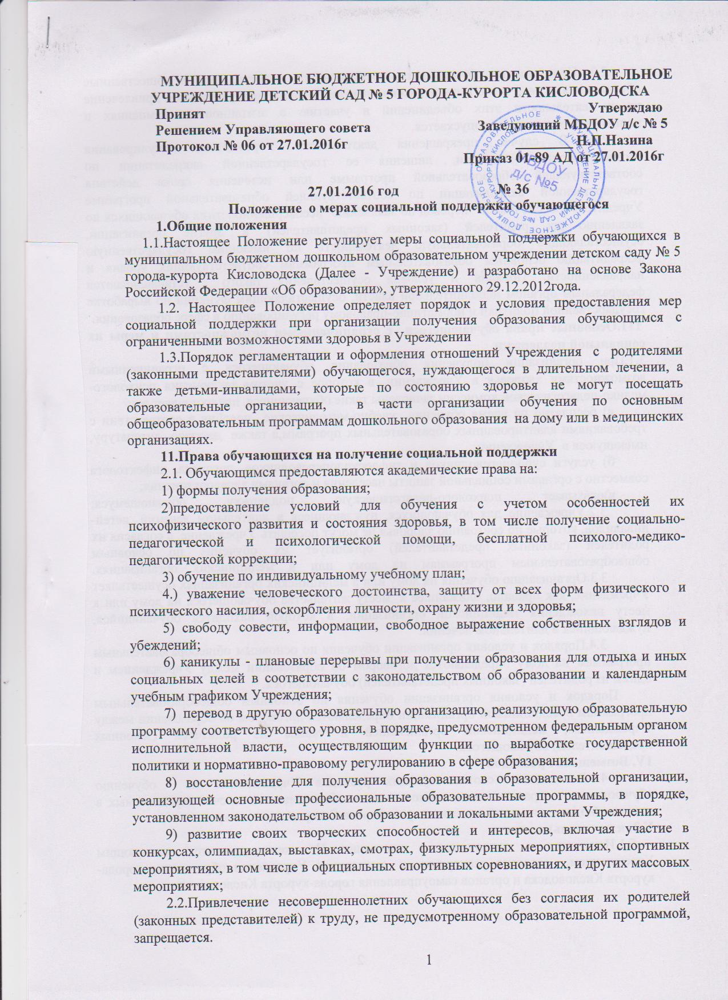 МУНИЦИПАЛЬНОЕ БЮДЖЕТНОЕ ДОШКОЛЬНОЕ ОБРАЗОВАТЕЛЬНОЕ
УЧРЕЖДЕНИЕ ДЕТСКИЙ САД № 5 ГОРОДА-КУРОРТА КИСЛОВОДСКА
Принят Утверждаю
Решением Управляющего совета Заведующий МБДОУ д/с № 5
Протокол № 06 от 27.01.2016г Н.П.Назина
Приказ 01-89 АД от 27.01.2016г
МБДОУ
д/с №5
27.01.2016 год № 36
Положение о мерах социальной поддержки обучающегося
1.Общие положения
1.1.Настоящее Положение регулирует меры социальной поддержки обучающихся в
муниципальном бюджетном дошкольном образовательном учреждении детском саду № 5
города-курорта Кисловодска (Далее - Учреждение) и разработано на основе Закона
Российской Федерации «Об образовании», утвержденного 29.12.2012года.
1.2. Настоящее Положение определяет порядок и условия предоставления мер
социальной поддержки при организации получения образования обучающимся с
ограниченными возможностями здоровья в Учреждении
1.3.Порядок регламентации и оформления отношений Учреждения с родителями
(законными представителями) обучающегося, нуждающегося в длительном лечении, а
также детьми-инвалидами, которые по состоянию здоровья не могут посещать
образовательные организации, в части организации обучения по основным
общеобразовательным программам дошкольного образования на дому или в медицинских
организациях.
11.Права обучающихся на получение социальной поддержки
2.1. Обучающимся предоставляются академические права на:
1) формы получения образования;
2)предоставление условий для обучения с учетом особенностей их
психофизического развития и состояния здоровья, в том числе получение социально-
педагогической и психологической помощи, бесплатной психолого-медико-
педагогической коррекции;
3) обучение по индивидуальному учебному план;
4.) уважение человеческого достоинства, защиту от всех форм физического и
психического насилия, оскорбления личности, охрану жизни и здоровья;
5) свободу совести, информации, свободное выражение собственных взглядов и
убеждений;
6) каникулы - плановые перерывы при получении образования для отдыха и иных
социальных целей в соответствии с законодательством об образовании и календарным
учебным графиком Учреждения;
7) перевод в другую образовательную организацию, реализующую образовательную
программу соответствующего уровня, в порядке, предусмотренном федеральным органом
исполнительной власти, осуществляющим функции по выработке государственной
политики и нормативно-правовому регулированию в сфере образования;
8) восстановление для получения образования в образовательной организации,
реализующей основные профессиональные образовательные программы, в порядке,
установленном законодательством об образовании и локальными актами Учреждения;
9) развитие своих творческих способностей и интересов, включая участие в
конкурсах, олимпиадах, выставках, смотрах, физкультурных мероприятиях, спортивных
мероприятиях, в том числе в официальных спортивных соревнованиях, и других массовых
мероприятиях;
2.2.Привлечение несовершеннолетних обучающихся без согласия их родителей
(законных представителей) к труду, не предусмотренному образовательной программой,
запрещается.
1